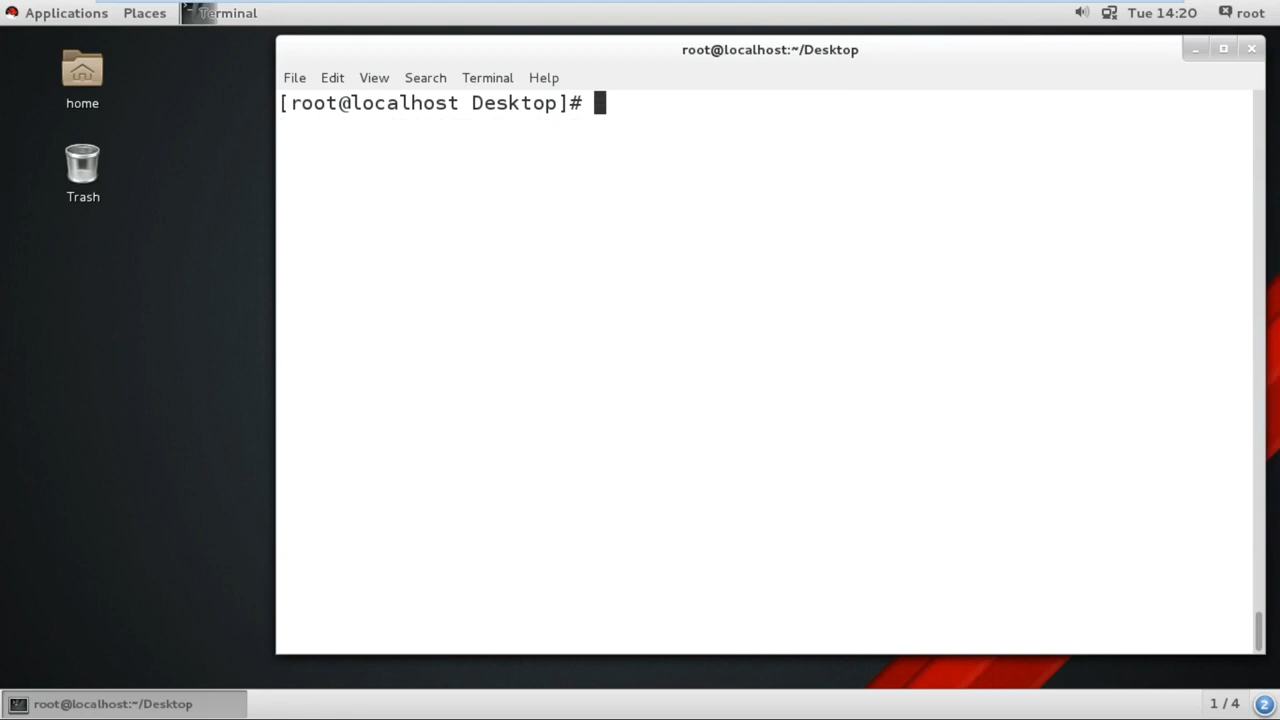 Applications Places Terminal Tue 14:20 root
home
Trash
root@localhost:~/Desktop
File Edit View Search Terminal Help
[root@localhost Desktop]#
root@localhost:~/Desktop 1 / 4 2